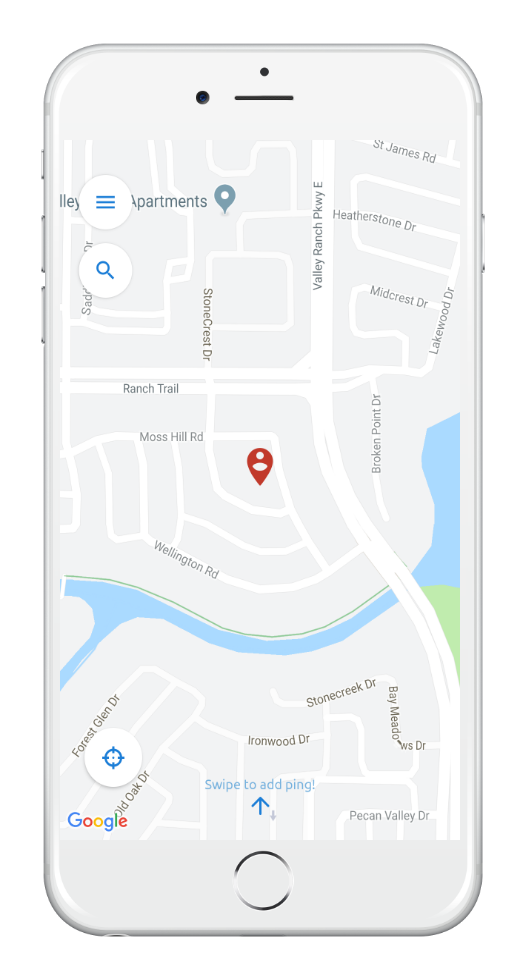 St James Rd
lley
Apartments
Valley Ranch Pkwy E
Heatherstone Dr
Sadd
Dr
StoneCrest Dr
Midcrest Dr
Lakewood Dr
Ranch Trail
Broken Point Dr
Moss Hill Rd
Wellington Rd
Stonecreek Dr
Bay Meadows Dr
Forest Glen Dr
Ironwood Dr
Old Oak Dr
Swipe to add ping!
Google
Pecan Valley Dr